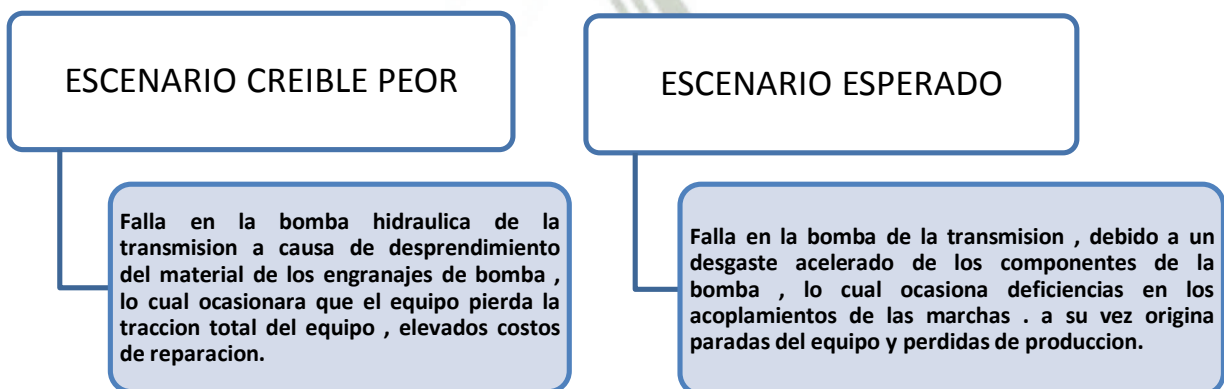 ESCENARIO CREIBLE PEOR
Falla en la bomba hidraulica de la
transmision a causa de desprendimiento
del material de los engranajes de bomba ,
lo cual ocasionara que el equipo pierda la
traccion total del equipo , elevados costos
de reparacion.
ESCENARIO ESPERADO
Falla en la bomba de la transmision , debido a un
desgaste acelerado de los componentes de la
bomba , lo cual ocasiona deficiencias en los
acoplamientos de las marchas . a su vez origina
paradas del equipo y perdidas de produccion.